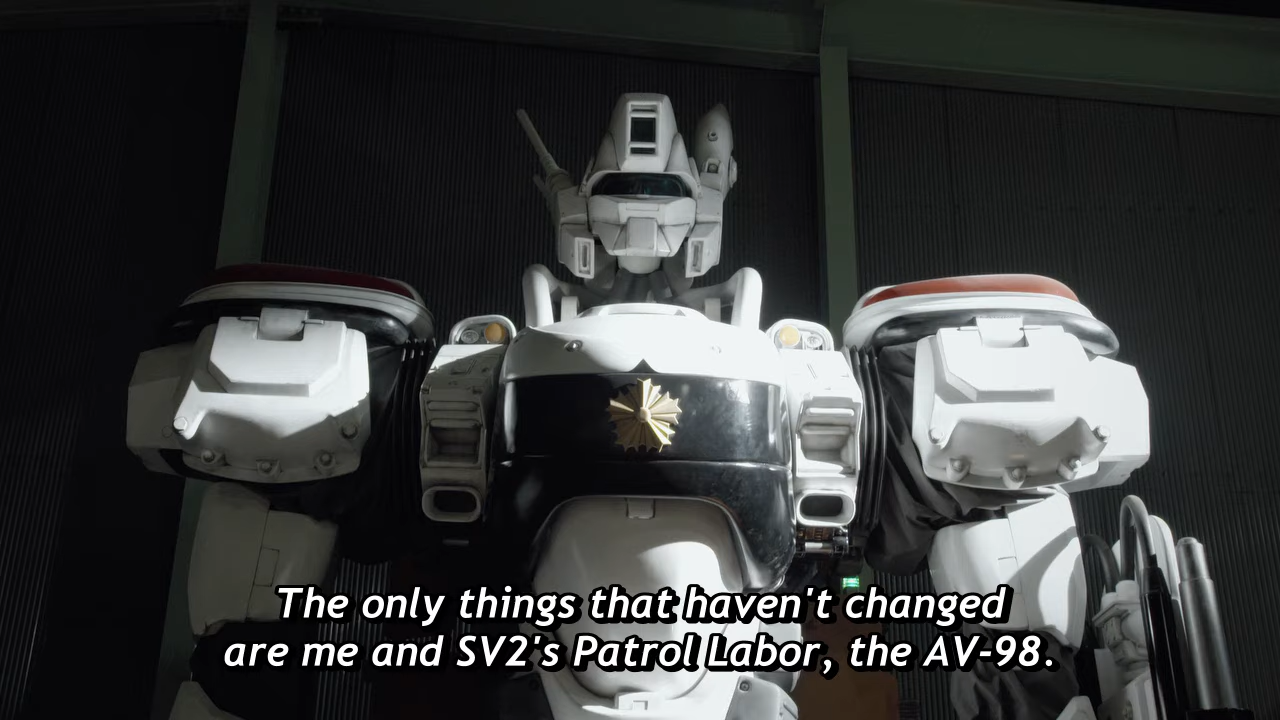 The only things that haven't changed
are me and SV2's Patrol Labor, the AV-98.